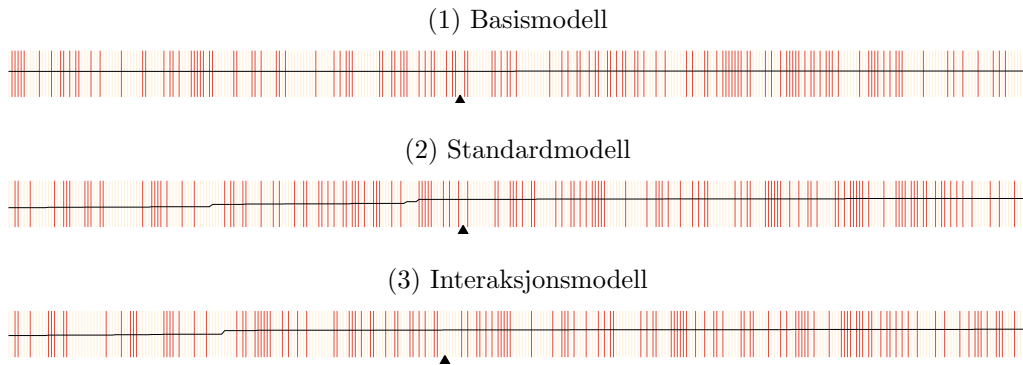 (1) Basismodell
(2) Standardmodell
(3) Interaksjonsmodell